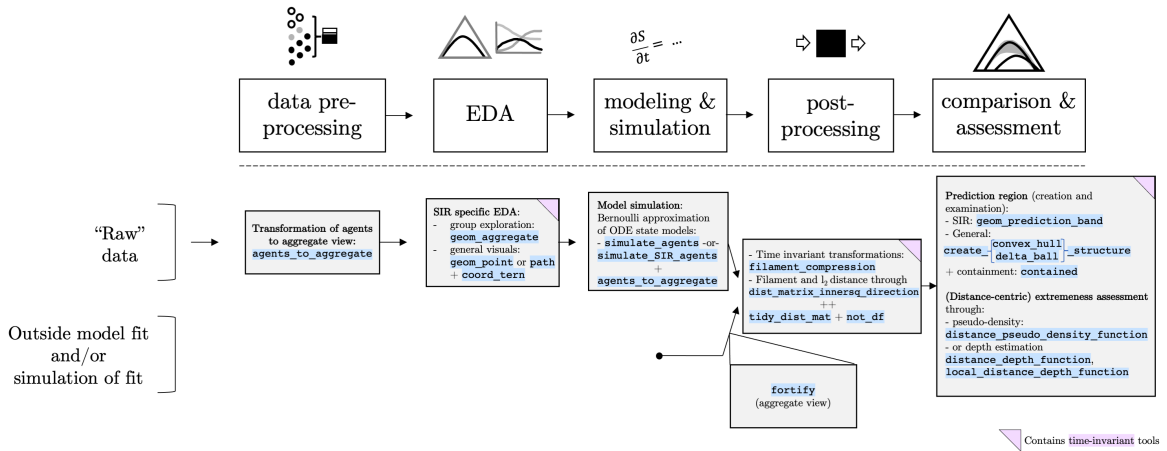 ∂S/∂t = ···
data pre-
processing
EDA
modeling &
simulation
post-
processing
comparison &
assessment
“Raw”
data
Transformation of agents
to aggregate view:
agents_to_aggregate
SIR specific EDA:
- group exploration:
geom_aggregate
- general visuals:
geom_point or path
+ coord_tern
Model simulation:
Bernoulli approximation
of ODE state models:
- simulate_agents -or-
simulate_SIR_agents
+
agents_to_aggregate
- Time invariant transformations:
filament_compression
- Filament and l₂ distance through
dist_matrix_innersq_direction
++
tidy_dist_mat + not_df
Prediction region (creation and
examination):
- SIR: geom_prediction_band
- General:
create_[convex_hull
delta_ball]_structure
+ containment: contained
(Distance-centric) extremeness assessment
through:
- pseudo-density:
distance_pseudo_density_function
- or depth estimation
distance_depth_function,
local_distance_depth_function
Outside model fit
and/or
simulation of fit
fortify
(aggregate view)
Contains time-invariant tools